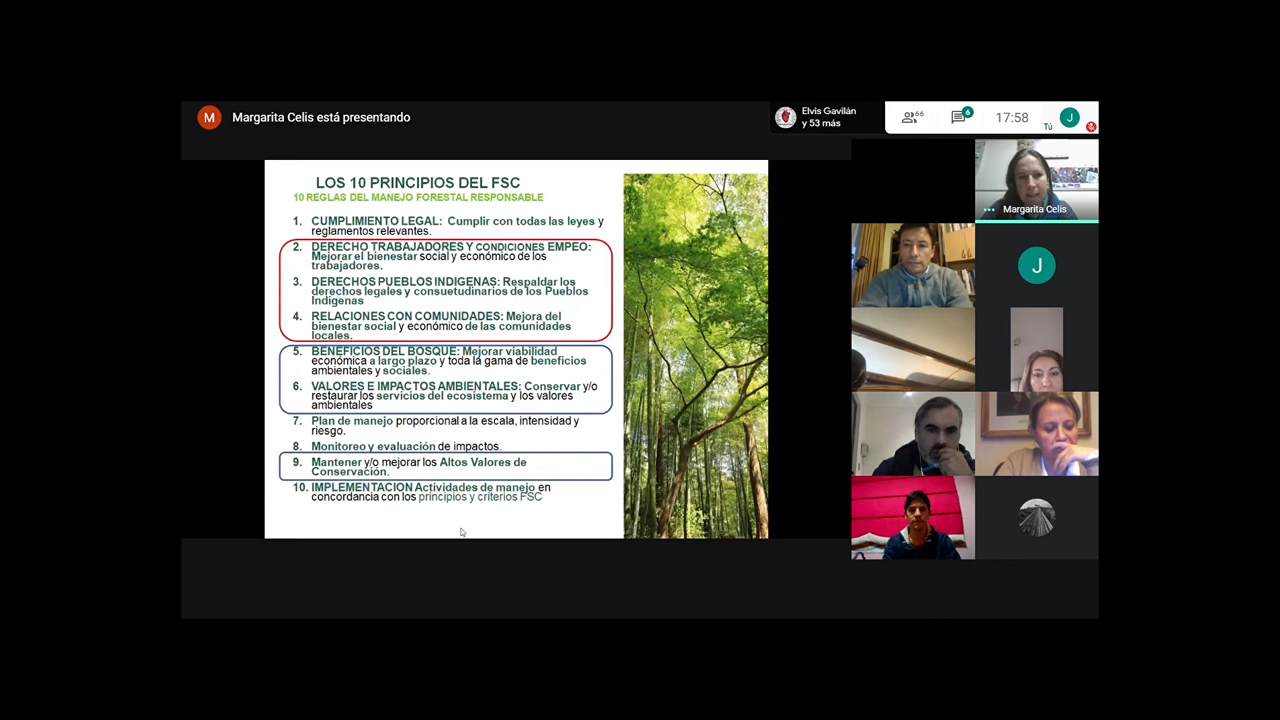 M Margarita Celis está presentando
Elvis Gavilán
y 53 más
66
6
17:58
Tú
J
LOS 10 PRINCIPIOS DEL FSC
10 REGLAS DEL MANEJO FORESTAL RESPONSABLE
1. CUMPLIMIENTO LEGAL: Cumplir con todas las leyes y
reglamentos relevantes.
2. DERECHO TRABAJADORES Y CONDICIONES EMPEO:
Mejorar el bienestar social y económico de los
trabajadores.
3. DERECHOS PUEBLOS INDIGENAS: Respaldar los
derechos legales y consuetudinarios de los Pueblos
Indigenas
4. RELACIONES CON COMUNIDADES: Mejora del
bienestar social y económico de las comunidades
locales.
5. BENEFICIOS DEL BOSQUE: Mejorar viabilidad
económica a largo plazo y toda la gama de beneficios
ambientales y sociales.
6. VALORES E IMPACTOS AMBIENTALES: Conservar y/o
restaurar los servicios del ecosistema y los valores
ambientales
7. Plan de manejo proporcional a la escala, intensidad y
riesgo.
8. Monitoreo y evaluación de impactos.
9. Mantener y/o mejorar los Altos Valores de
Conservación.
10. IMPLEMENTACION Actividades de manejo en
concordancia con los principios y criterios FSC
Margarita Celis
J